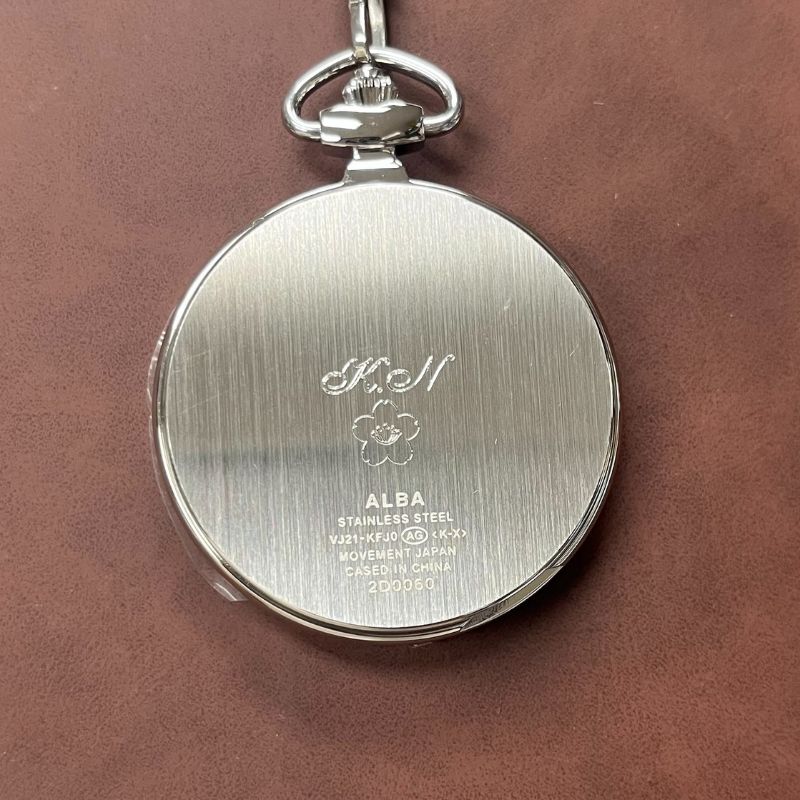 K.N
ALBA
STAINLESS STEEL
VJ21-KFJ0 AG <K-X>
MOVEMENT JAPAN
CASED IN CHINA
2D0060